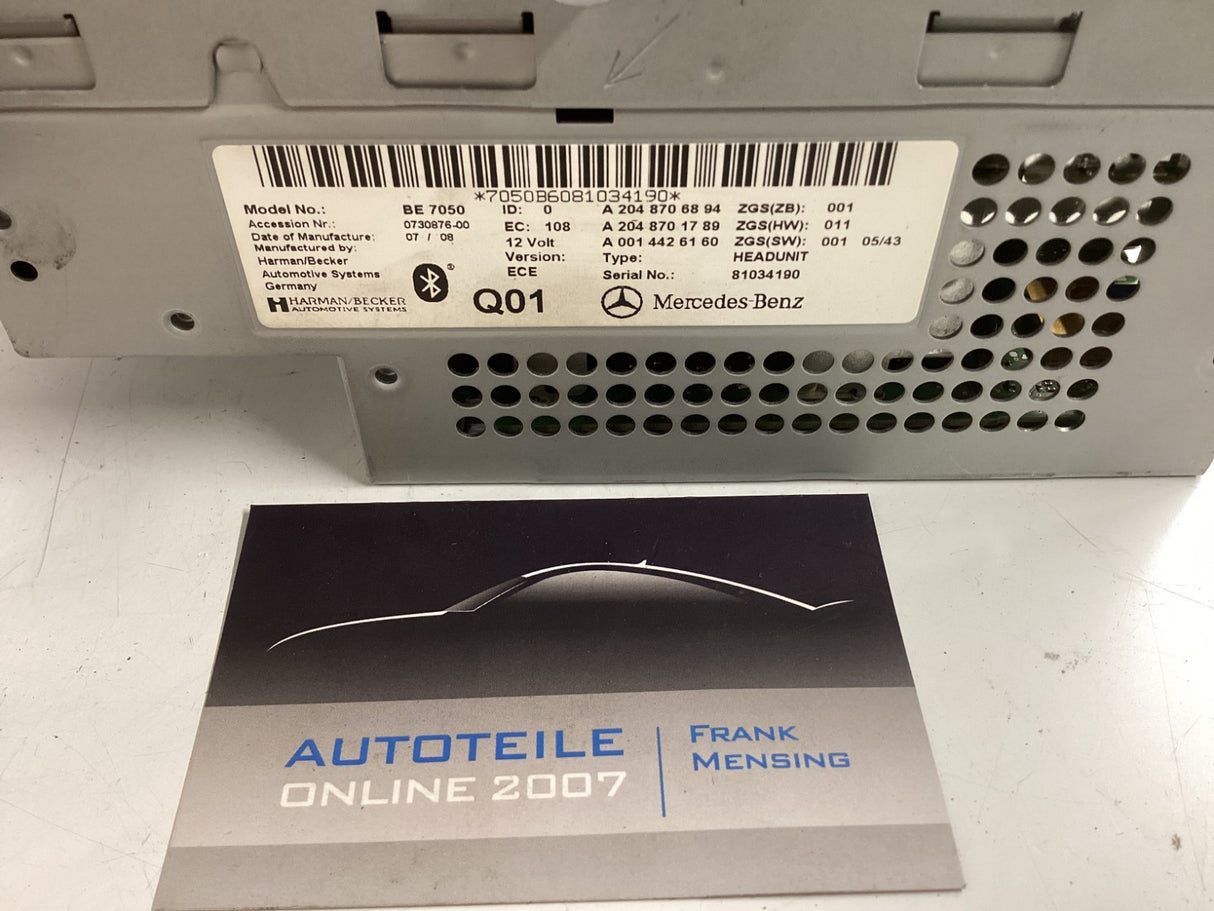 *7050B6081034190*
Model No.: BE 7050 ID: 0 A 204 870 68 94 ZGS(ZB): 001
Accession Nr.: 0730876-00 EC: 108 A 204 870 17 89 ZGS(HW): 011
Date of Manufacture: 07 / 08 12 Volt A 001 442 61 60 ZGS(SW): 001 05/43
Manufactured by: Version: Type: HEADUNIT
Harman/Becker ECE Serial No.: 81034190
Automotive Systems
Germany
HARMAN/BECKER
AUTOMOTIVE SYSTEMS
®
Q01
Mercedes-Benz
AUTOTEILE
ONLINE 2007
FRANK
MENSING